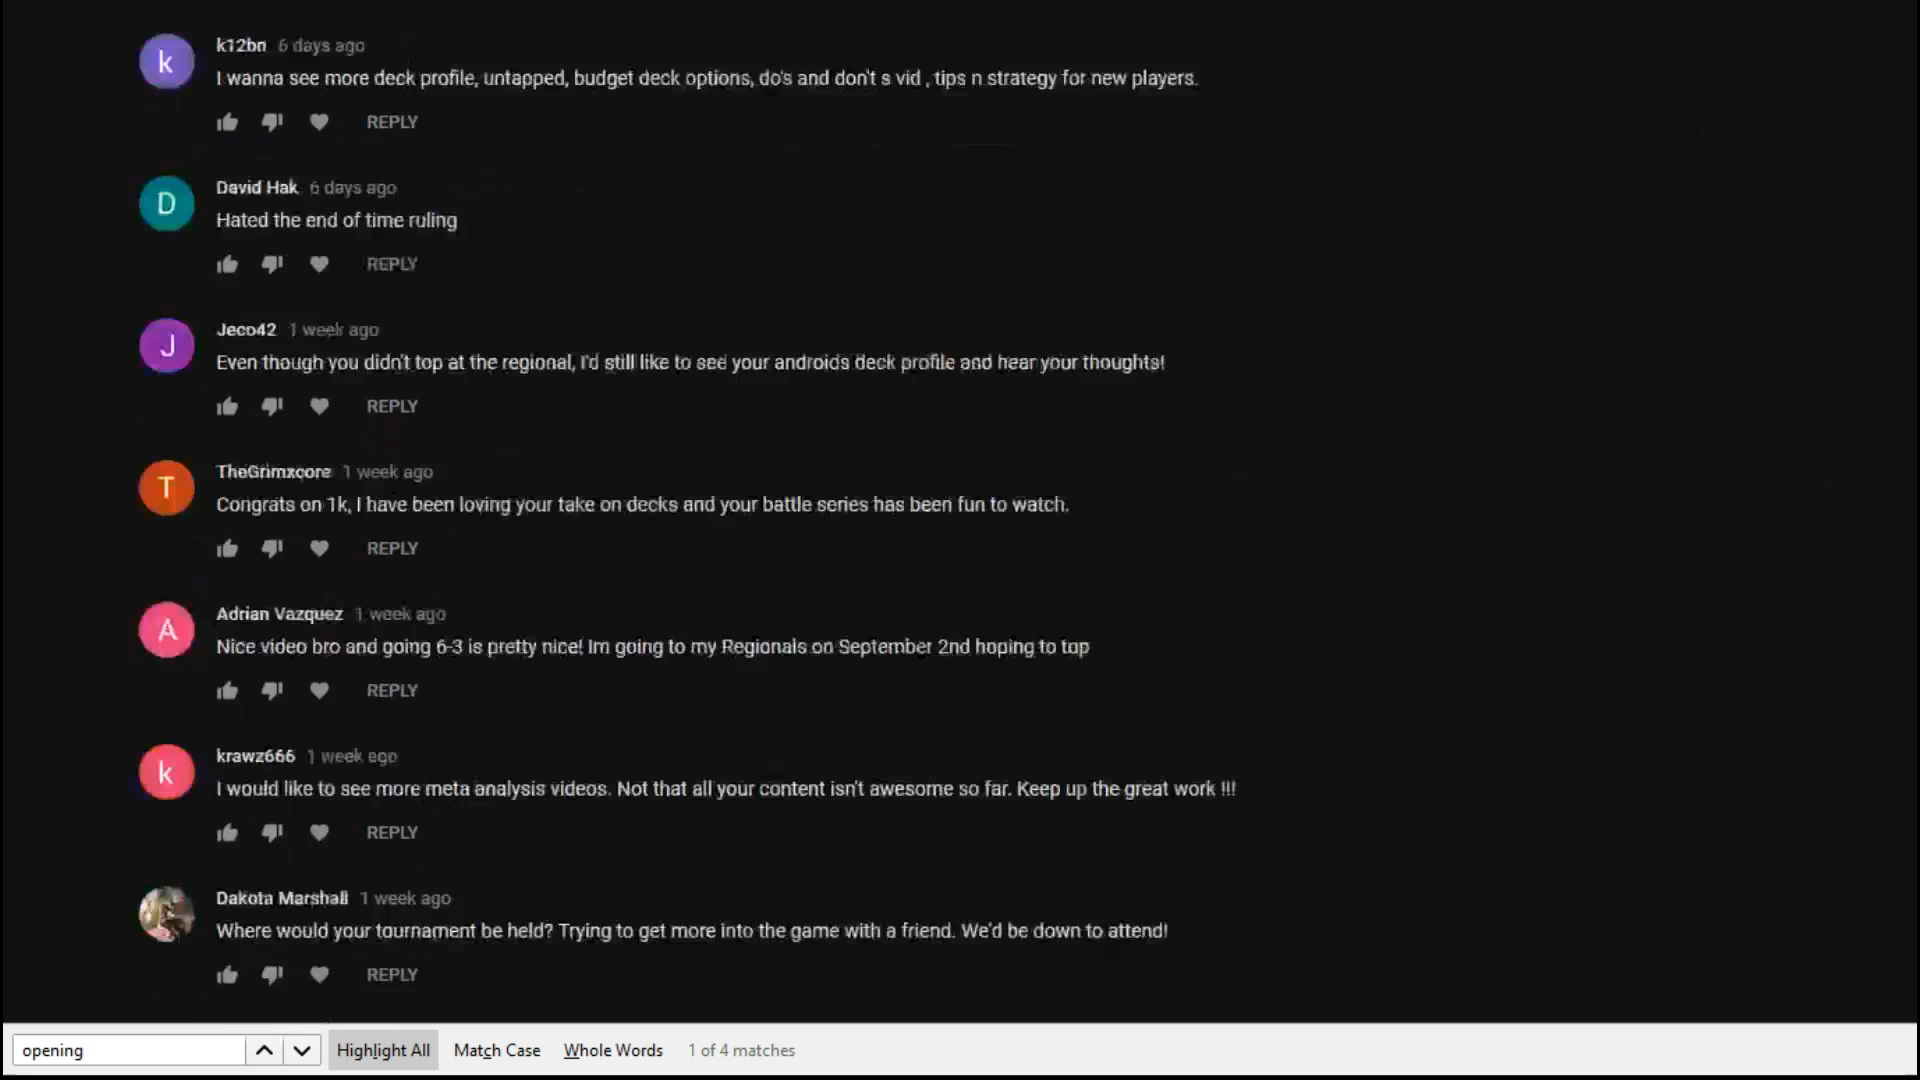 k
k12bn 6 days ago
I wanna see more deck profile, untapped, budget deck options, do's and don't s vid , tips n strategy for new players.
REPLY
D
David Hak 6 days ago
Hated the end of time ruling
REPLY
J
Jeco42 1 week ago
Even though you didn't top at the regional, I'd still like to see your androids deck profile and hear your thoughts!
REPLY
T
TheGrimxcore 1 week ago
Congrats on 1k, I have been loving your take on decks and your battle series has been fun to watch.
REPLY
A
Adrian Vazquez 1 week ago
Nice video bro and going 6-3 is pretty nice! Im going to my Regionals on September 2nd hoping to top
REPLY
k
krawz666 1 week ago
I would like to see more meta analysis videos. Not that all your content isn't awesome so far. Keep up the great work !!!
REPLY
Dakota Marshall 1 week ago
Where would your tournament be held? Trying to get more into the game with a friend. We'd be down to attend!
REPLY
opening Highlight All Match Case Whole Words 1 of 4 matches